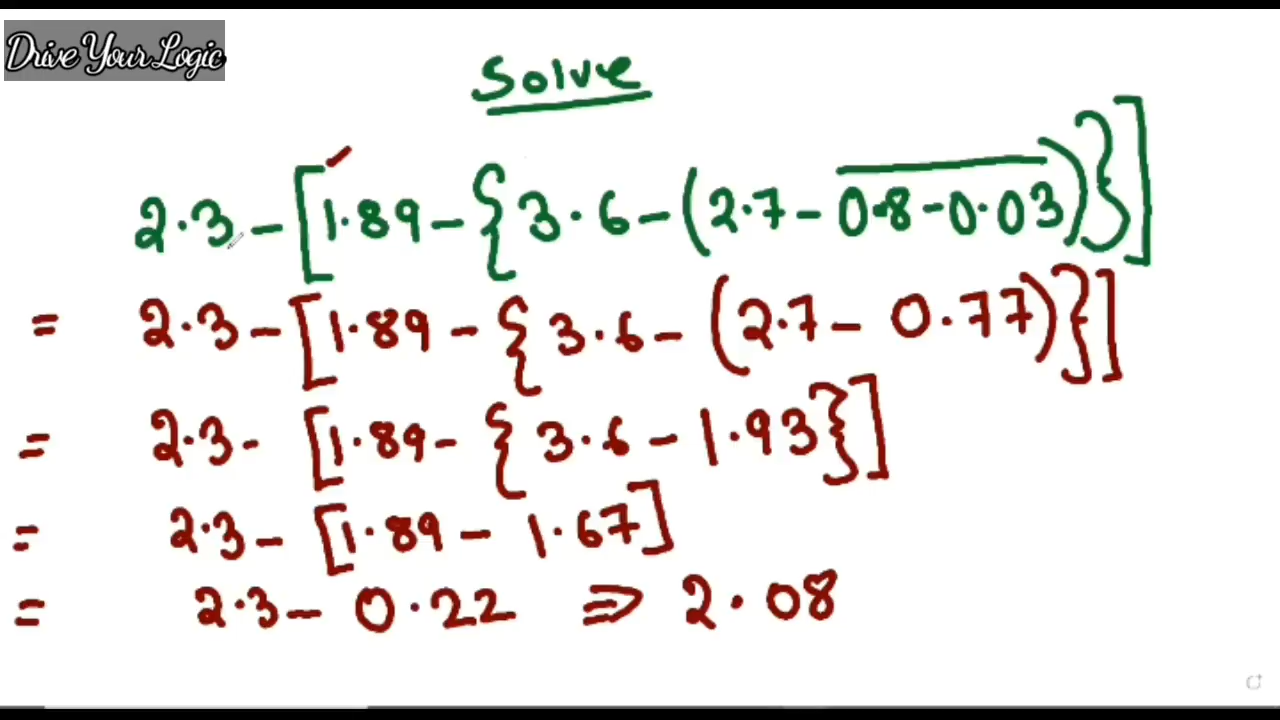 Drive Your Logic
Solve
2.3 - [1.89 - {3.6 - (2.7 - 0.8 - 0.03)}]
= 2.3 - [1.89 - {3.6 - (2.7 - 0.77)}]
= 2.3 - [1.89 - {3.6 - 1.93}]
= 2.3 - [1.89 - 1.67]
= 2.3 - 0.22 ⇒ 2.08